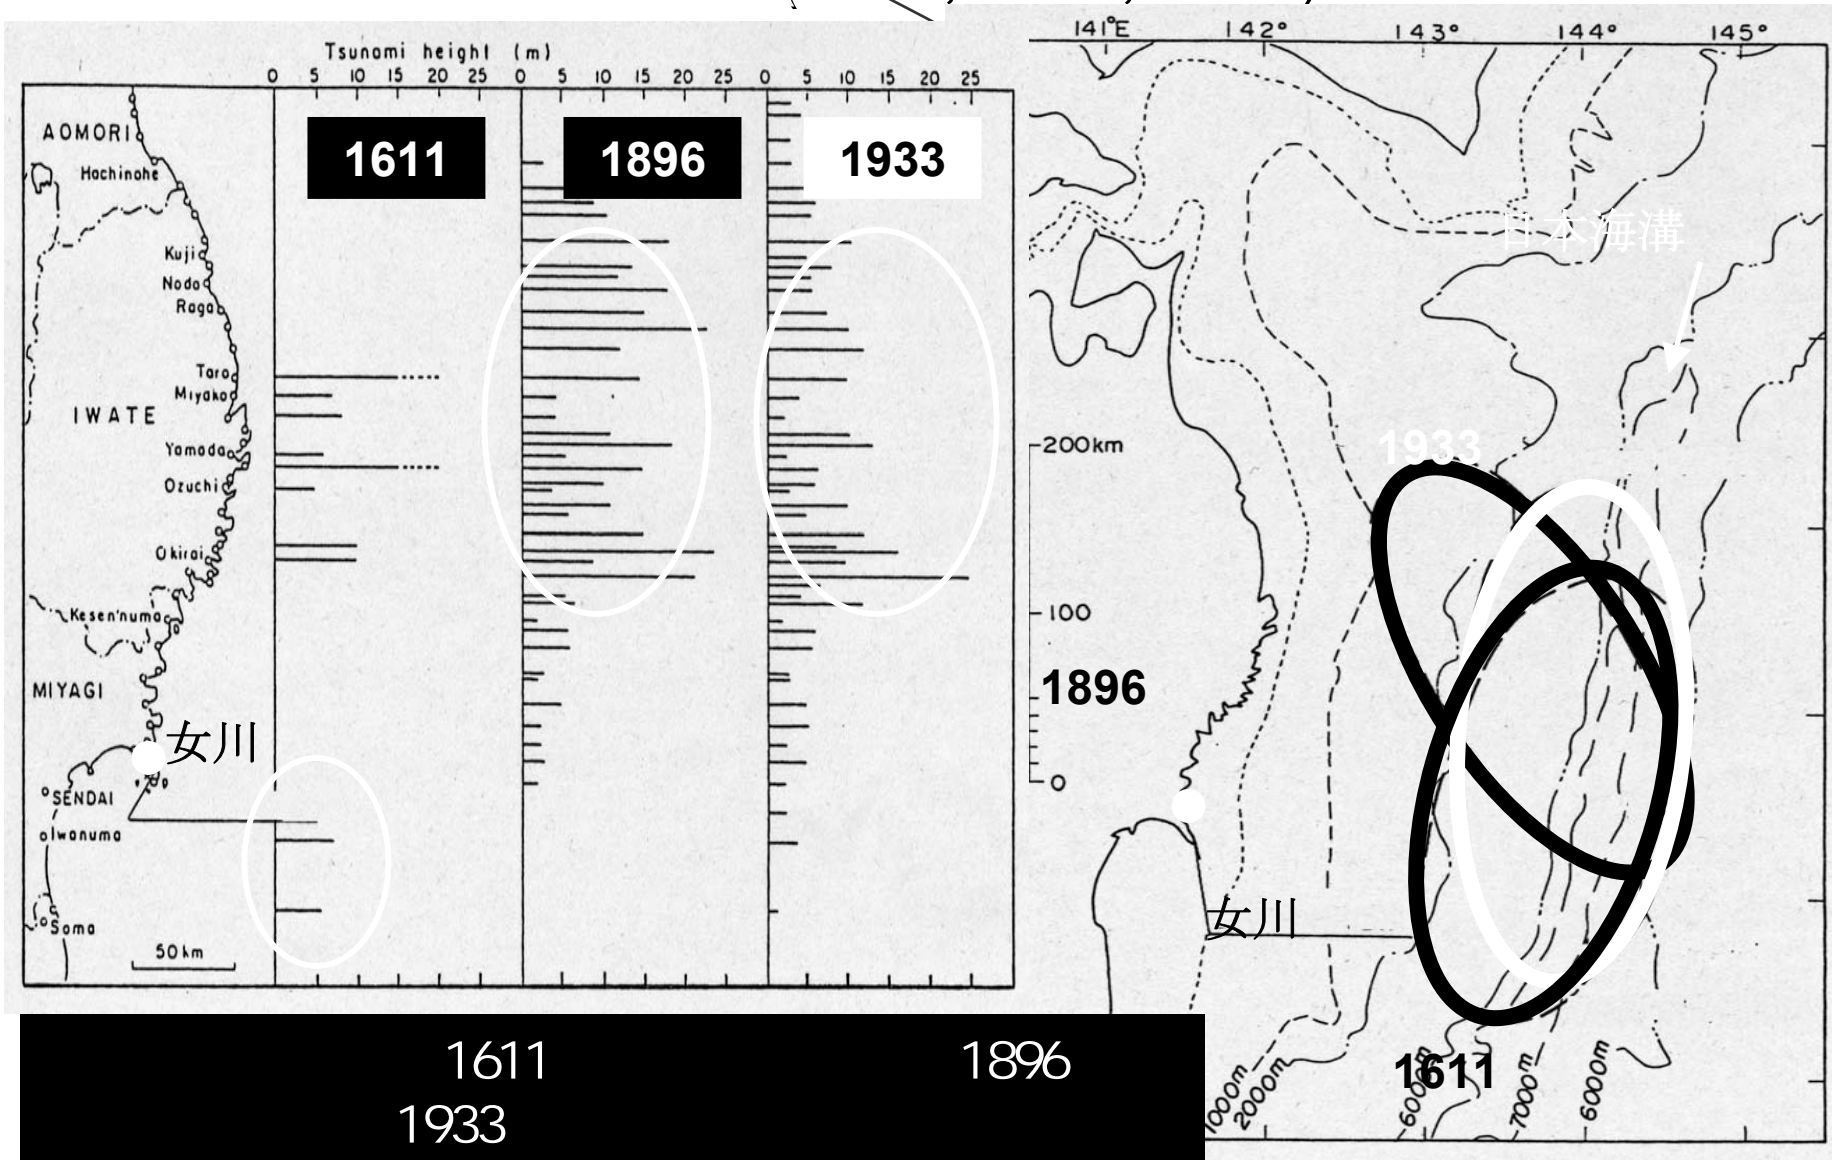 Tsunami height (m)
0 5 10 15 20 25
0 5 10 15 20 25
0 5 10 15 20 25
1611
1896
1933
AOMORI
Hachinohe
Kuji
Noda
Raga
Taro
Miyako
IWATE
Yamada
Ozuchi
Okirai
Kesen'numa
MIYAGI
女川
SENDAI
Iwanuma
Soma
50km
141°E 142° 143° 144° 145°
日本海溝
1933
200km
100
1896
0
女川
1611
1000m
2000m
6000m
7000m
6000m
1611 1896
1933